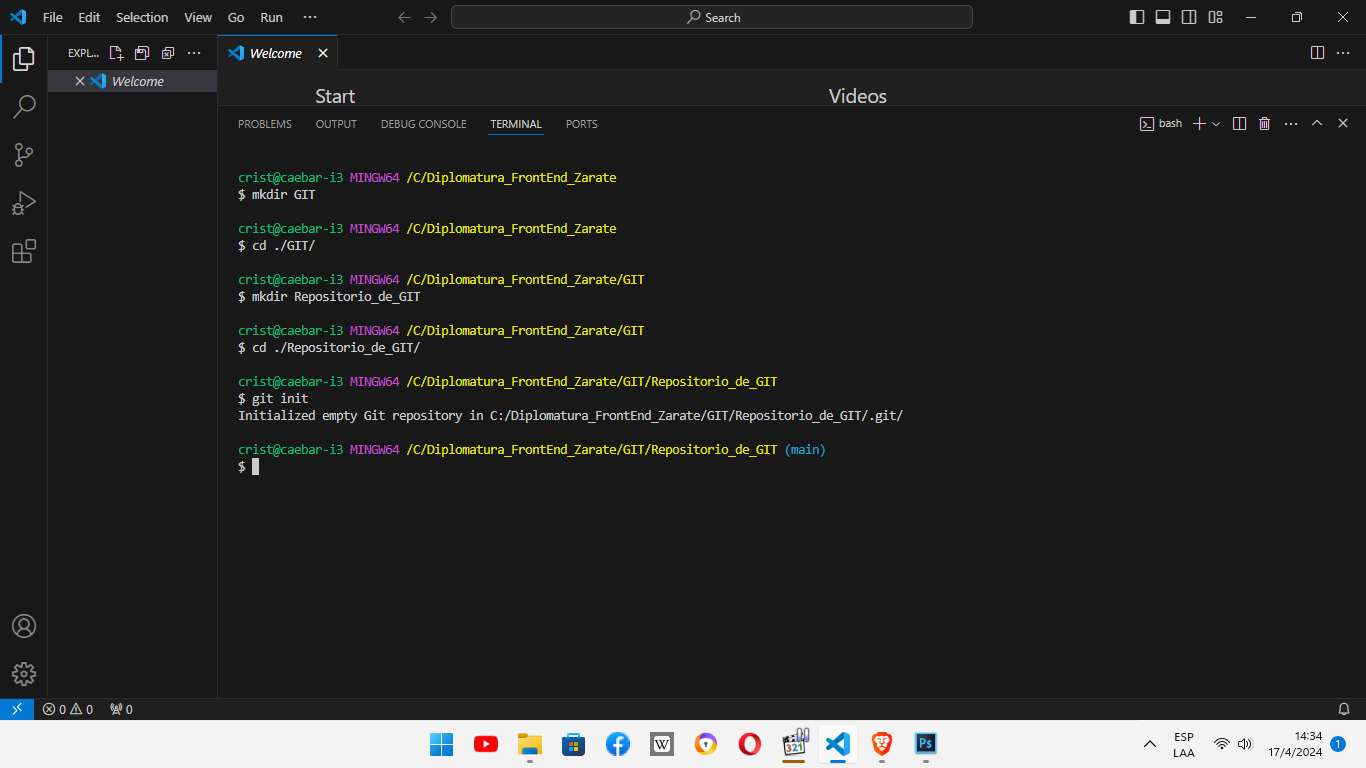 File Edit Selection View Go Run ···
Search
EXPL...
Welcome
Welcome
Start
Videos
PROBLEMS OUTPUT DEBUG CONSOLE TERMINAL PORTS
bash
crist@caebar-i3 MINGW64 /C/Diplomatura_FrontEnd_Zarate
$ mkdir GIT
crist@caebar-i3 MINGW64 /C/Diplomatura_FrontEnd_Zarate
$ cd ./GIT/
crist@caebar-i3 MINGW64 /C/Diplomatura_FrontEnd_Zarate/GIT
$ mkdir Repositorio_de_GIT
crist@caebar-i3 MINGW64 /C/Diplomatura_FrontEnd_Zarate/GIT
$ cd ./Repositorio_de_GIT/
crist@caebar-i3 MINGW64 /C/Diplomatura_FrontEnd_Zarate/GIT/Repositorio_de_GIT
$ git init
Initialized empty Git repository in C:/Diplomatura_FrontEnd_Zarate/GIT/Repositorio_de_GIT/.git/
crist@caebar-i3 MINGW64 /C/Diplomatura_FrontEnd_Zarate/GIT/Repositorio_de_GIT (main)
$
0 0 0
W
321
Ps
ESP
LAA
14:34
17/4/2024
1